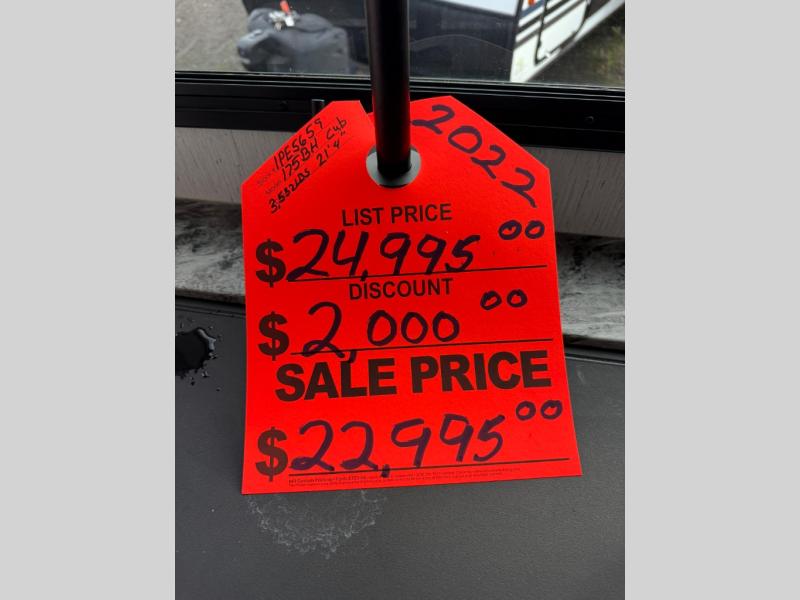 2022
1PE5659
175BH Cub
3,552LBS 21'4"
LIST PRICE
$24,995 00
DISCOUNT
$2,000 00
SALE PRICE
$22,995 00